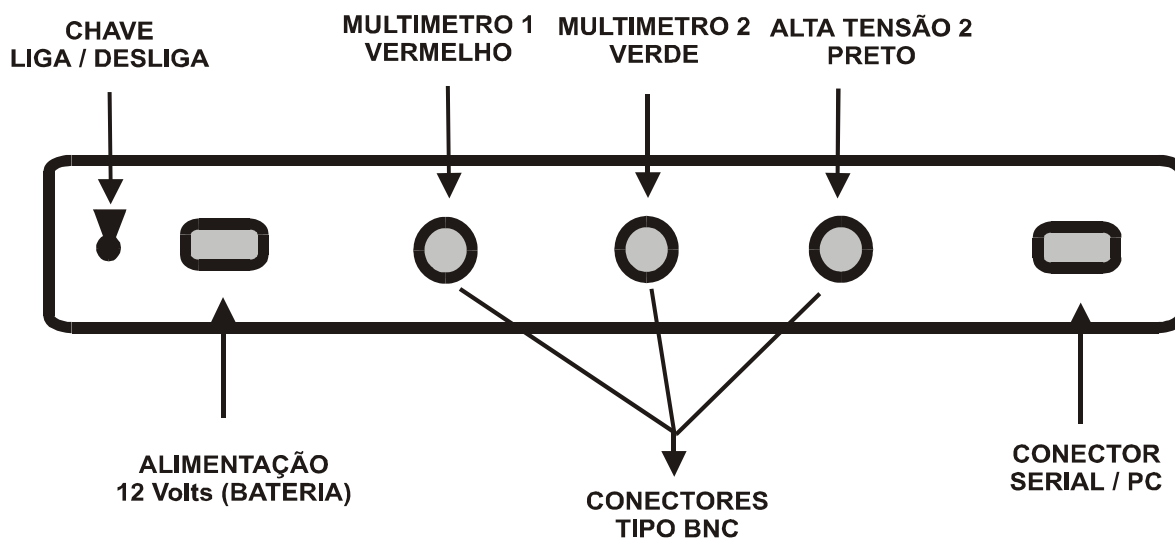 CHAVE
LIGA / DESLIGA
MULTIMETRO 1
VERMELHO
MULTIMETRO 2
VERDE
ALTA TENSÃO 2
PRETO
ALIMENTAÇÃO
12 Volts (BATERIA)
CONECTORES
TIPO BNC
CONECTOR
SERIAL / PC